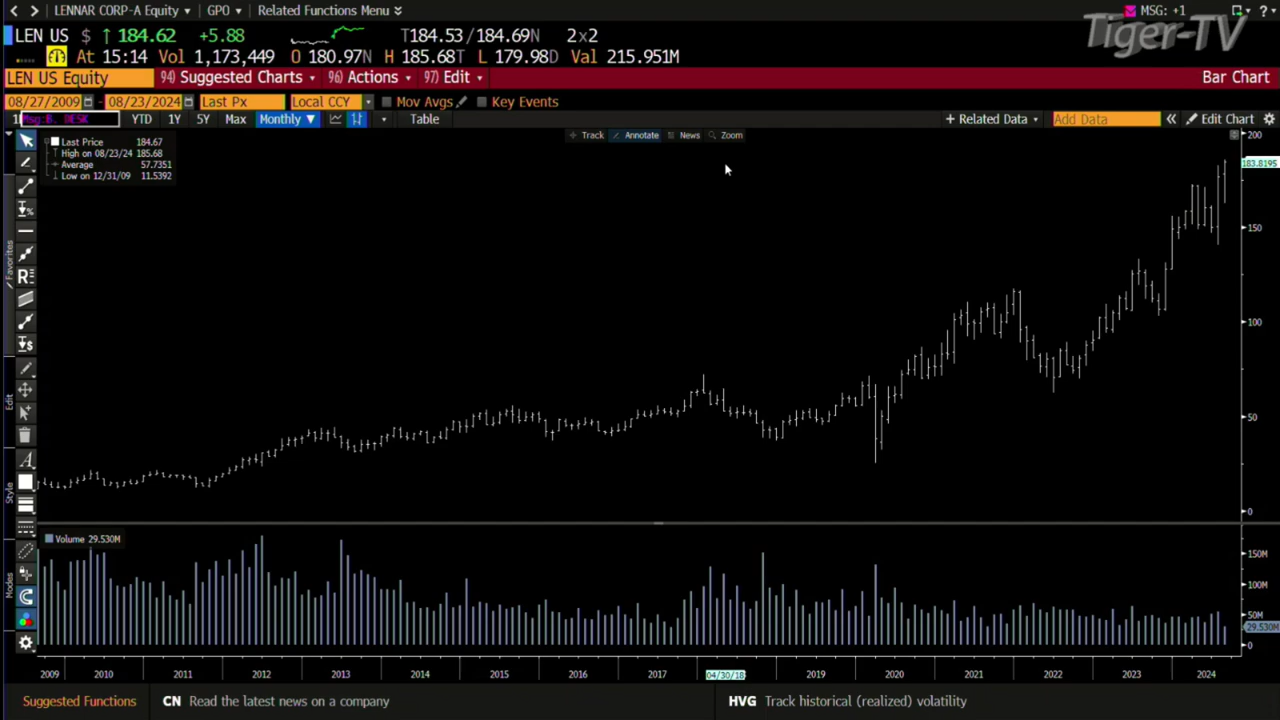 LENNAR CORP-A Equity GPO Related Functions Menu MSG: +1 ?
Tiger-TV
LEN US $ ↑ 184.62 +5.88 T184.53/184.69N 2x2
At 15:14 Vol 1,173,449 O 180.97N H 185.68T L 179.98D Val 215.951M
LEN US Equity 94) Suggested Charts 96) Actions 97) Edit Bar Chart
08/27/2009 - 08/23/2024 Last Px Local CCY Mov Avgs Key Events
Msg:B. DESK YTD 1Y 5Y Max Monthly ▼ Table + Related Data Add Data « Edit Chart
Track Annotate News Zoom
Last Price 184.67
High on 08/23/24 185.68
Average 57.7351
Low on 12/31/09 11.5392
200
183.8195
150
100
50
0
Favorites
Edit
Style
Modes
Volume 29.530M
150M
100M
50M
29.530M
0
2009 2010 2011 2012 2013 2014 2015 2016 2017 04/30/18 2019 2020 2021 2022 2023 2024
Suggested Functions CN Read the latest news on a company HVG Track historical (realized) volatility